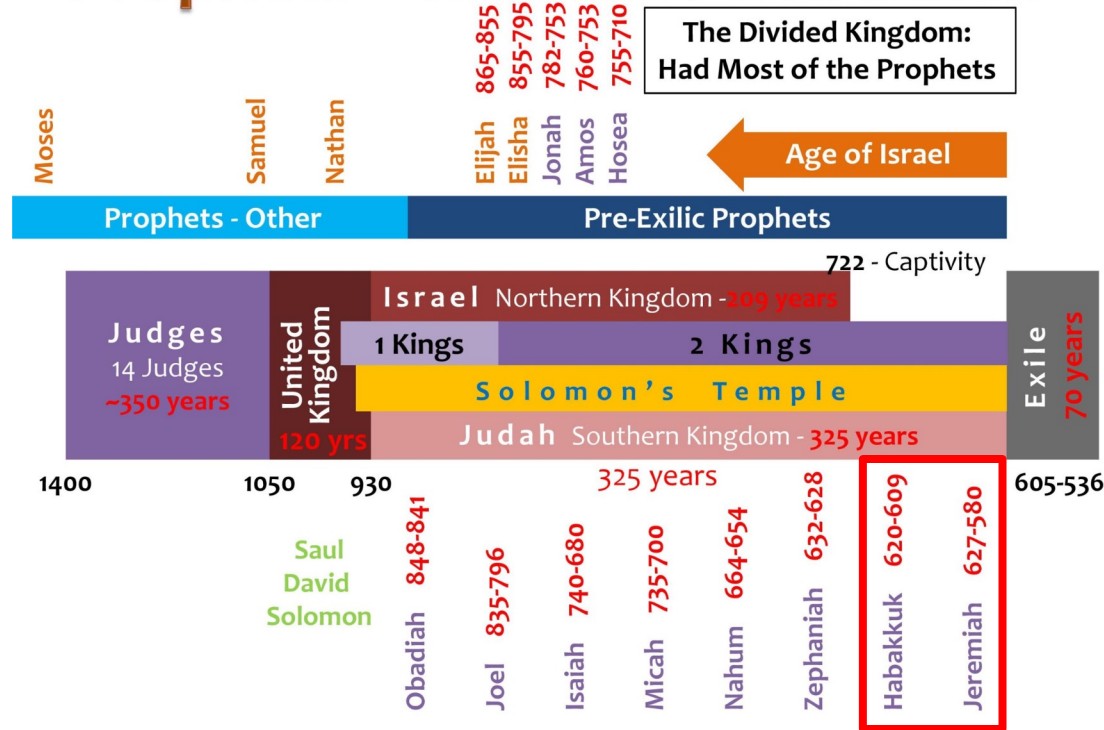 865-855
855-795
782-753
760-753
755-710
The Divided Kingdom:
Had Most of the Prophets
Moses
Samuel
Nathan
Elijah
Elisha
Jonah
Amos
Hosea
Age of Israel
Prophets - Other
Pre-Exilic Prophets
722 - Captivity
Judges
14 Judges
~350 years
United
Kingdom
120 yrs
Israel Northern Kingdom -209 years
1 Kings
2 Kings
Solomon's Temple
Judah Southern Kingdom - 325 years
Exile
70 years
1400
1050
930
325 years
605-536
Saul
David
Solomon
Obadiah 848-841
Joel 835-796
Isaiah 740-680
Micah 735-700
Nahum 664-654
Zephaniah 632-628
Habakkuk 620-609
Jeremiah 627-580